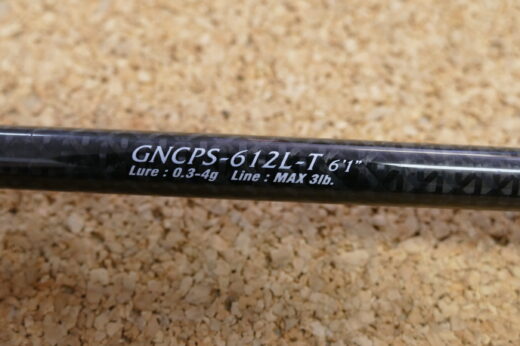 GNCPS-612L-T 6'1"
Lure : 0.3-4g Line : MAX 3lb.